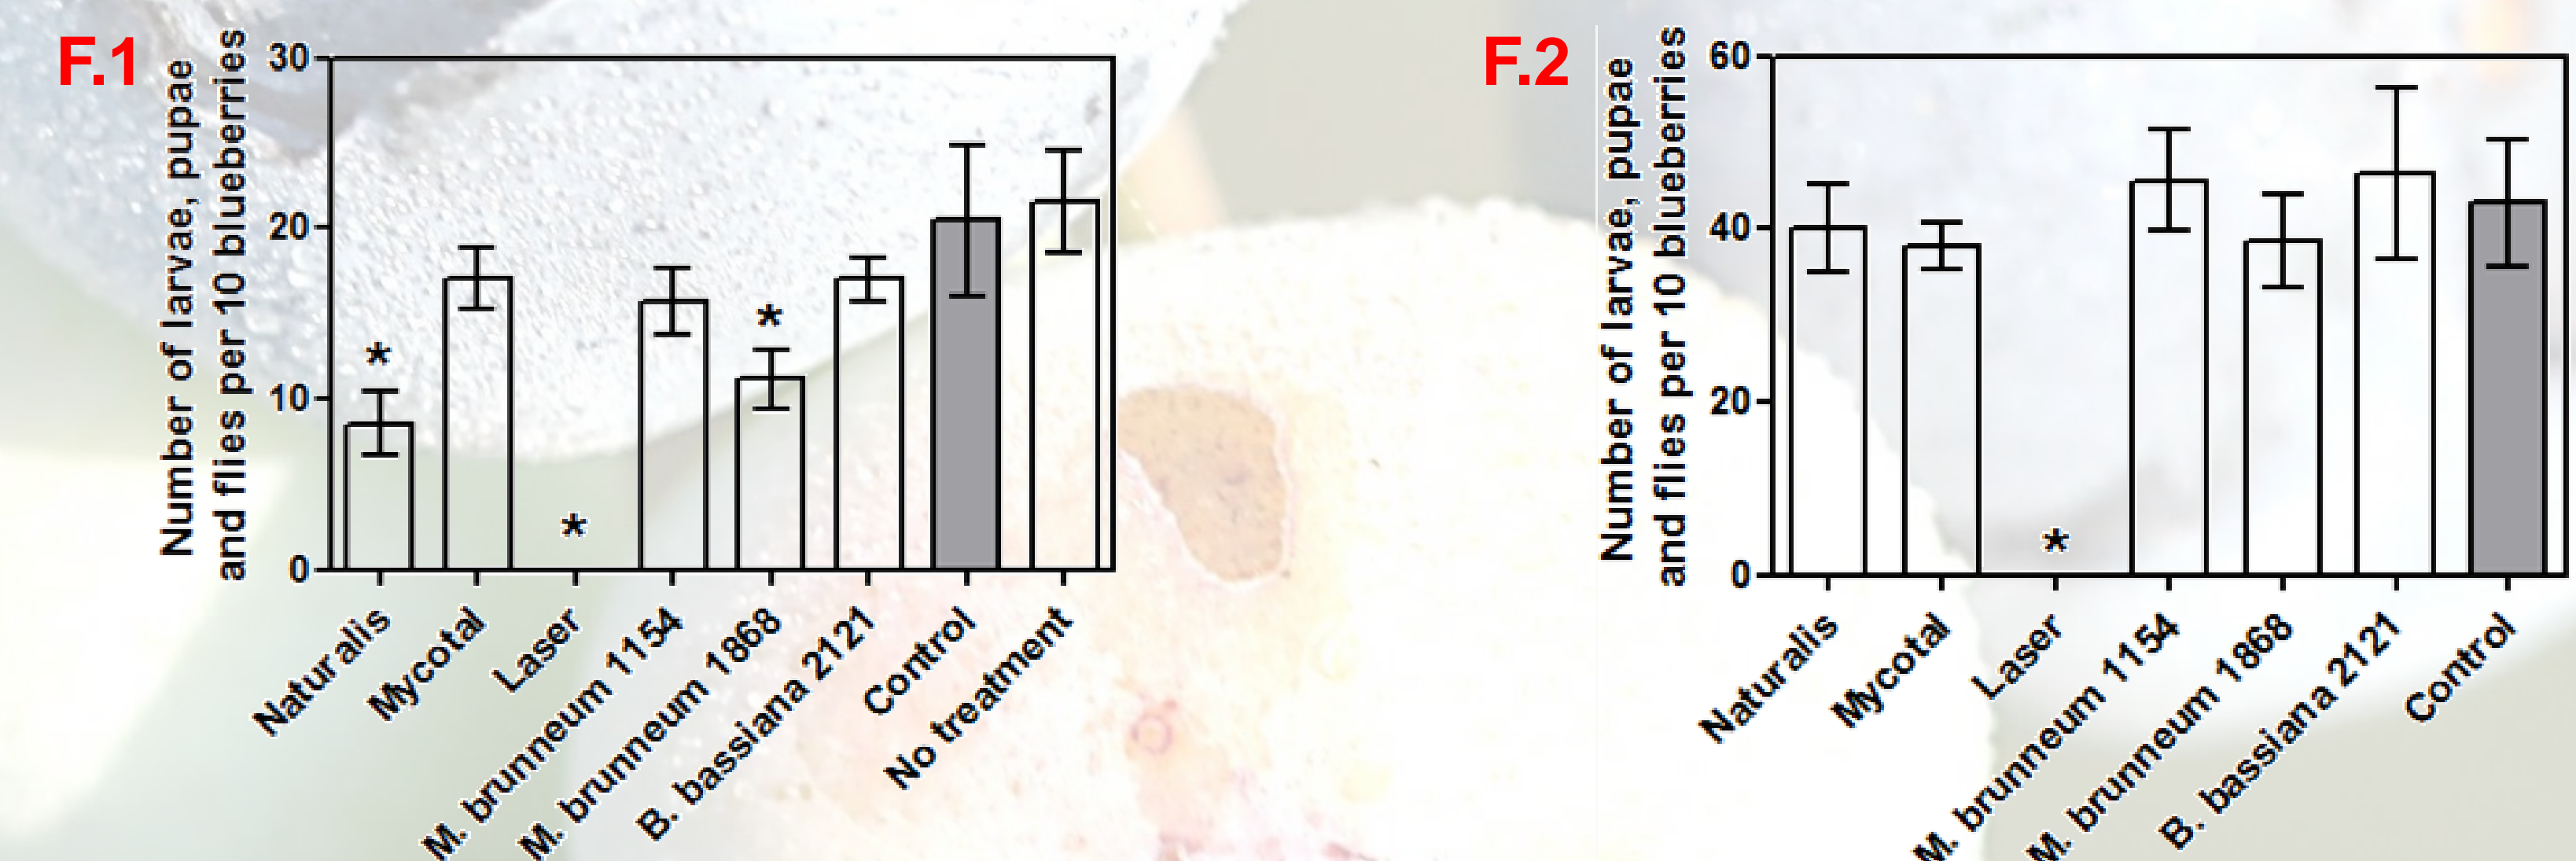 F.1
Number of larvae, pupae
and flies per 10 blueberries
30
20
10
0
*
*
*
Naturalis
Mycotal
Laser
M. brunneum 1154
M. brunneum 1868
B. bassiana 2121
Control
No treatment
F.2
Number of larvae, pupae
and flies per 10 blueberries
60
40
20
0
*
Naturalis
Mycotal
Laser
M. brunneum 1154
M. brunneum 1868
B. bassiana 2121
Control